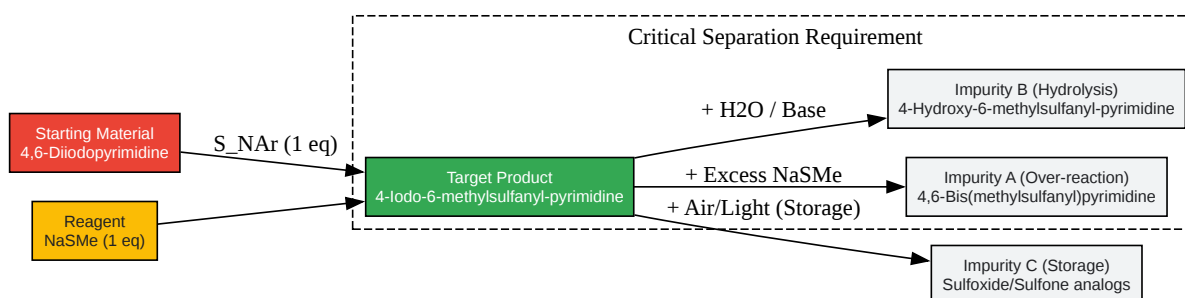 Critical Separation Requirement
Starting Material
4,6-Diiodopyrimidine
S_NAr (1 eq)
Reagent
NaSMe (1 eq)
Target Product
4-Iodo-6-methylsulfanyl-pyrimidine
+ H2O / Base
+ Excess NaSMe
+ Air/Light (Storage)
Impurity B (Hydrolysis)
4-Hydroxy-6-methylsulfanyl-pyrimidine
Impurity A (Over-reaction)
4,6-Bis(methylsulfanyl)pyrimidine
Impurity C (Storage)
Sulfoxide/Sulfone analogs